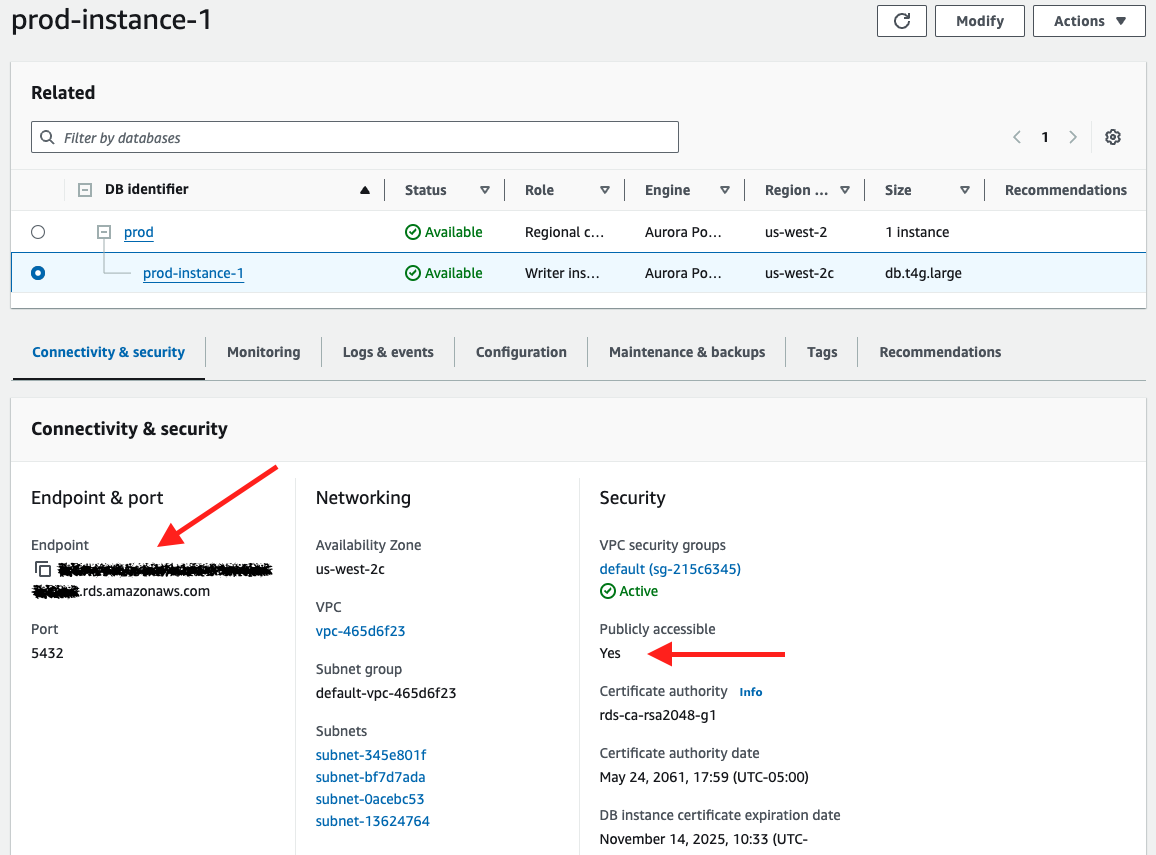 prod-instance-1
Modify
Actions
Related
Filter by databases
1
DB identifier Status Role Engine Region ... Size Recommendations
prod Available Regional c... Aurora Po... us-west-2 1 instance
prod-instance-1 Available Writer ins... Aurora Po... us-west-2c db.t4g.large
Connectivity & security Monitoring Logs & events Configuration Maintenance & backups Tags Recommendations
Connectivity & security
Endpoint & port
Endpoint
.rds.amazonaws.com
Port
5432
Networking
Availability Zone
us-west-2c
VPC
vpc-465d6f23
Subnet group
default-vpc-465d6f23
Subnets
subnet-345e801f
subnet-bf7d7ada
subnet-0acebc53
subnet-13624764
Security
VPC security groups
default (sg-215c6345)
Active
Publicly accessible
Yes
Certificate authority Info
rds-ca-rsa2048-g1
Certificate authority date
May 24, 2061, 17:59 (UTC-05:00)
DB instance certificate expiration date
November 14, 2025, 10:33 (UTC-